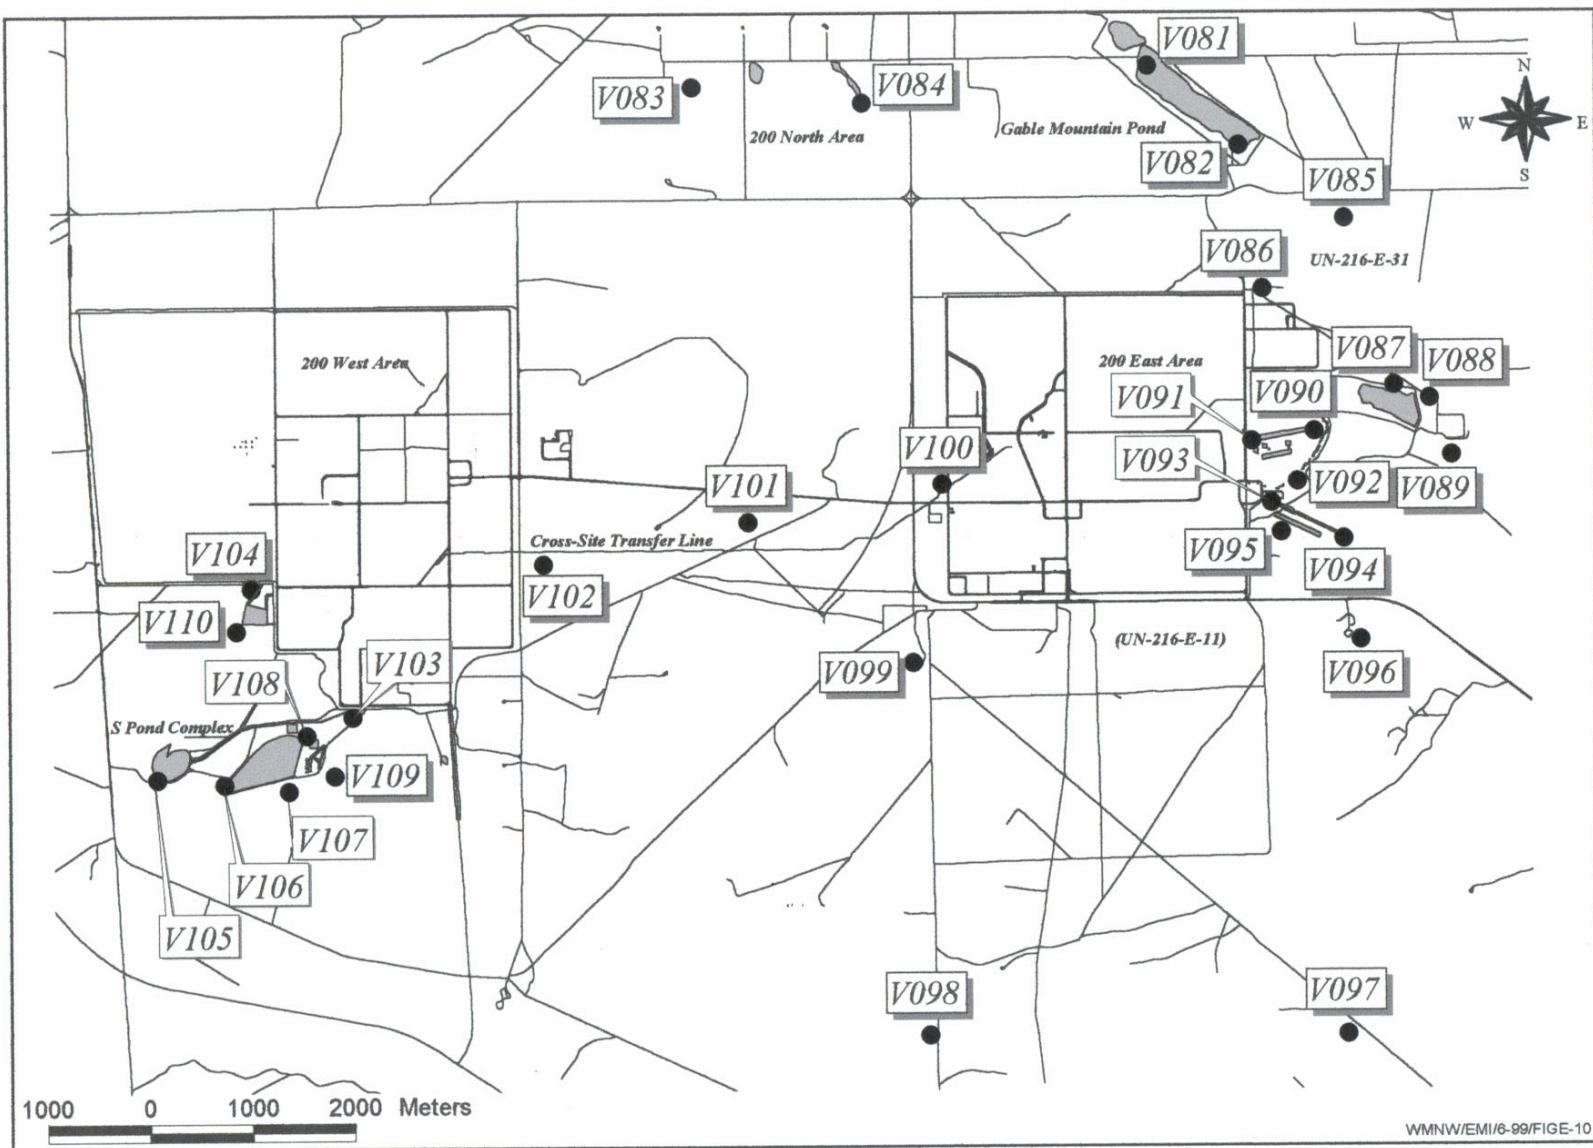 V081
N
V083
V084
W
E
200 North Area
Gable Mountain Pond
V082
S
V085
V086
UN-216-E-31
200 West Area
200 East Area
V087
V088
V091
V090
V100
V093
V101
V092
V089
Cross-Site Transfer Line
V104
V095
V094
V102
V110
(UN-216-E-11)
V103
V099
V096
V108
S Pond Complex
V109
V107
V106
V105
V098
V097
1000 0 1000 2000 Meters
WMNW/EMI/6-99/FIGE-10